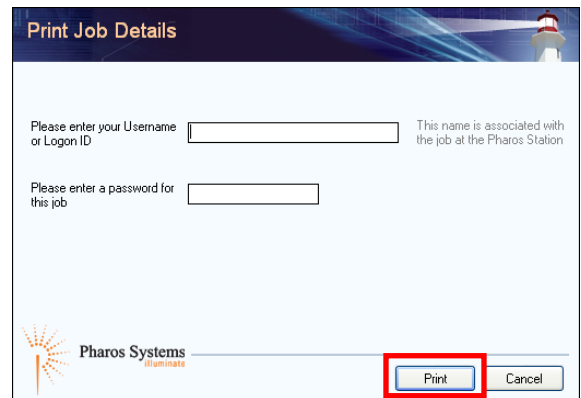 Print Job Details
Please enter your Username
or Logon ID
This name is associated with
the job at the Pharos Station
Please enter a password for
this job
Pharos Systems
illuminate
Print
Cancel